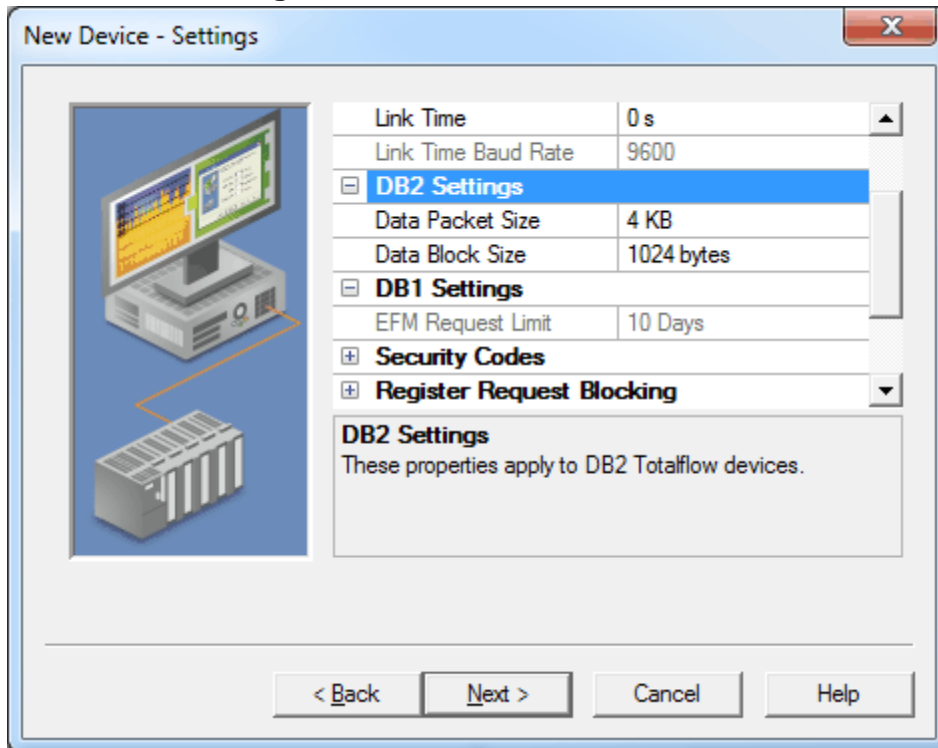 New Device - Settings
Link Time 0 s
Link Time Baud Rate 9600
DB2 Settings
Data Packet Size 4 KB
Data Block Size 1024 bytes
DB1 Settings
EFM Request Limit 10 Days
Security Codes
Register Request Blocking
DB2 Settings
These properties apply to DB2 Totalflow devices.
< Back Next > Cancel Help